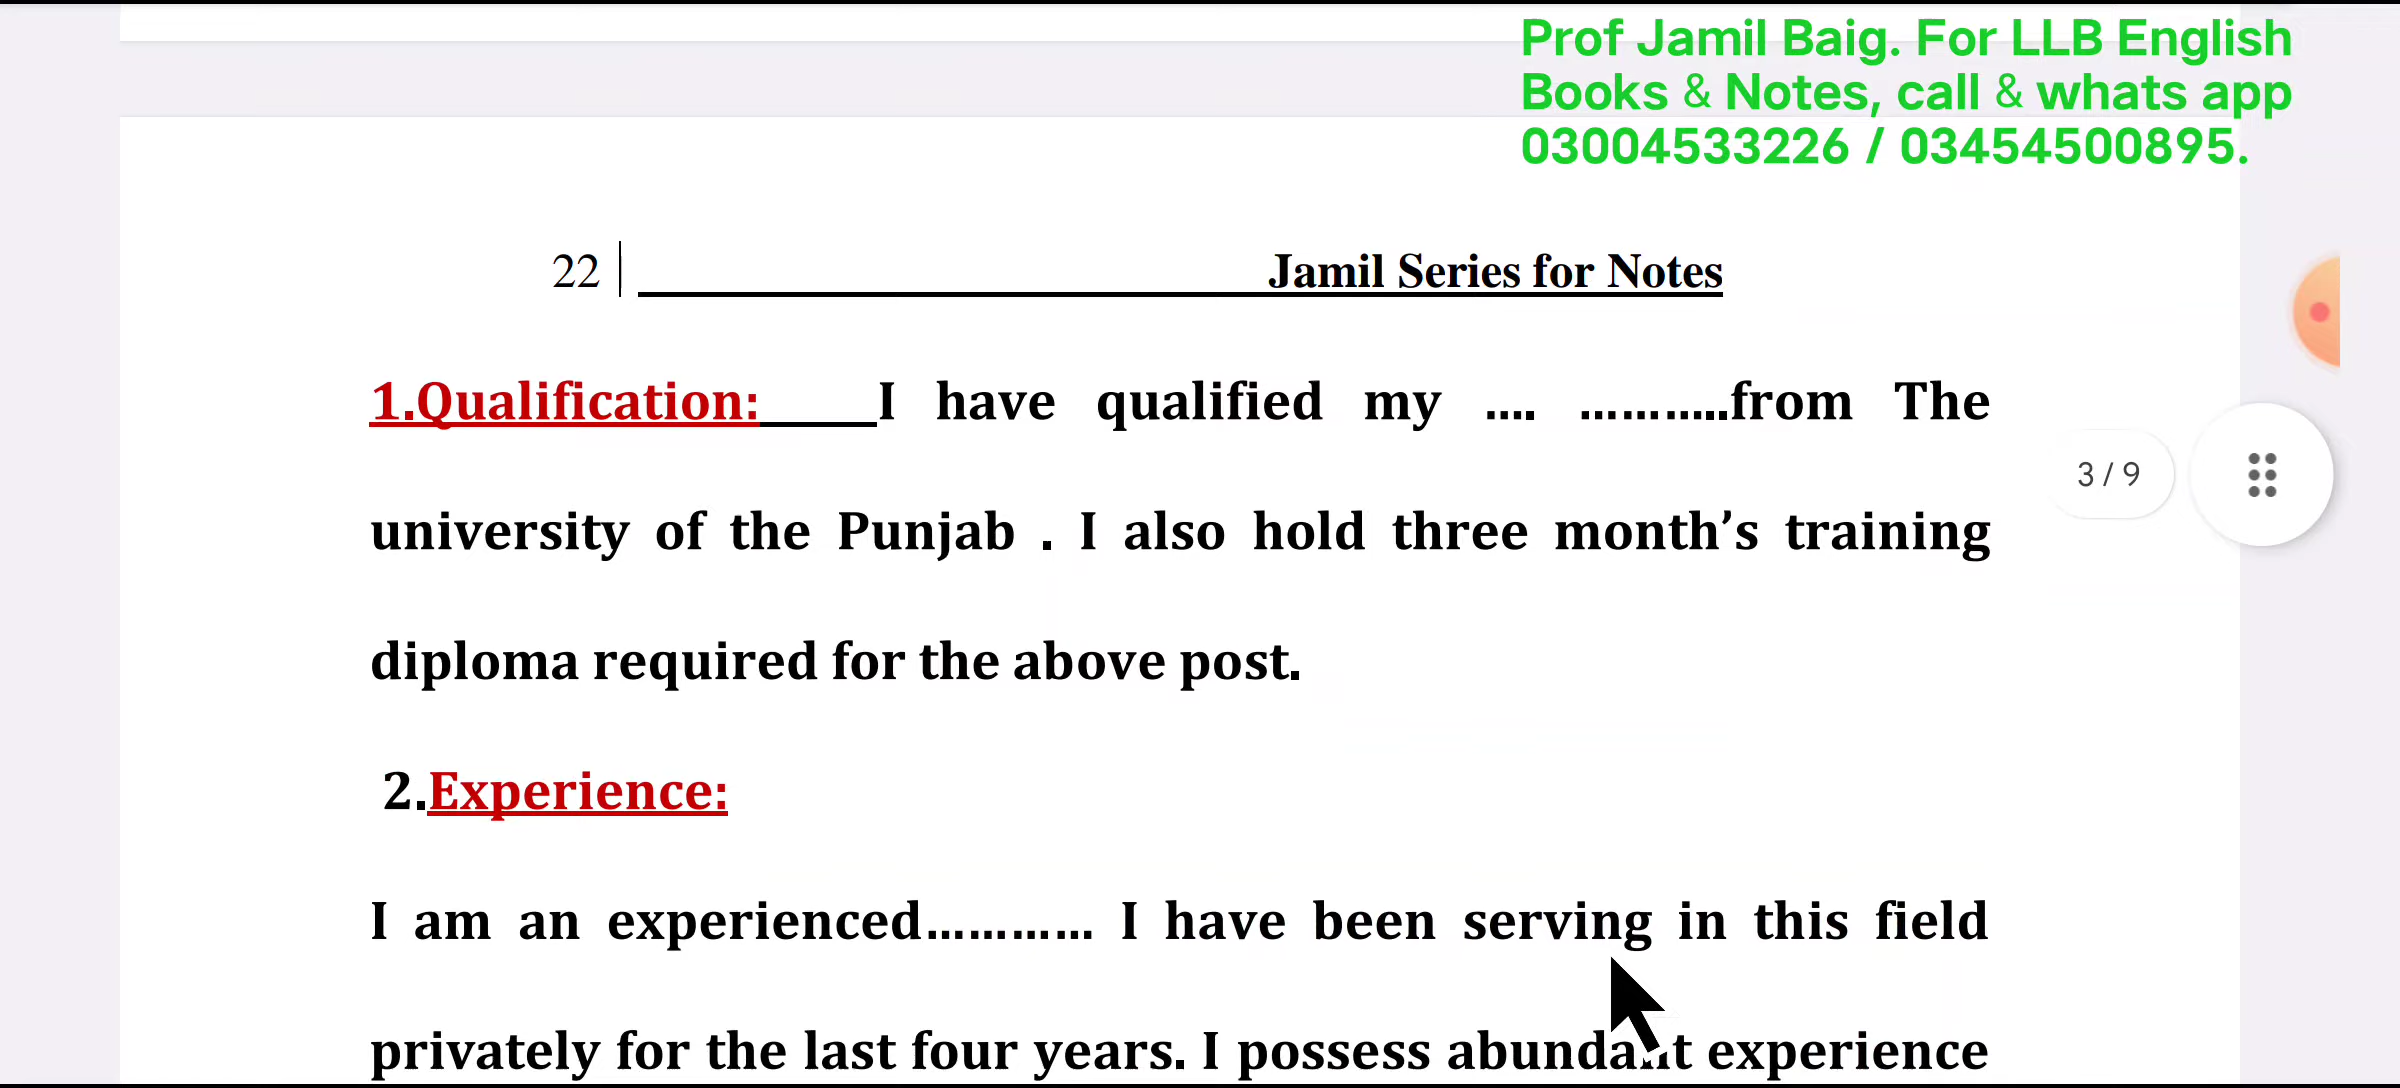 Prof Jamil Baig. For LLB English
Books & Notes, call & whats app
03004533226 / 03454500895.
22 | Jamil Series for Notes
1.Qualification: I have qualified my .... ...........from The
3 / 9
university of the Punjab . I also hold three month’s training
diploma required for the above post.
2.Experience:
I am an experienced............ I have been serving in this field
privately for the last four years. I possess abundant experience